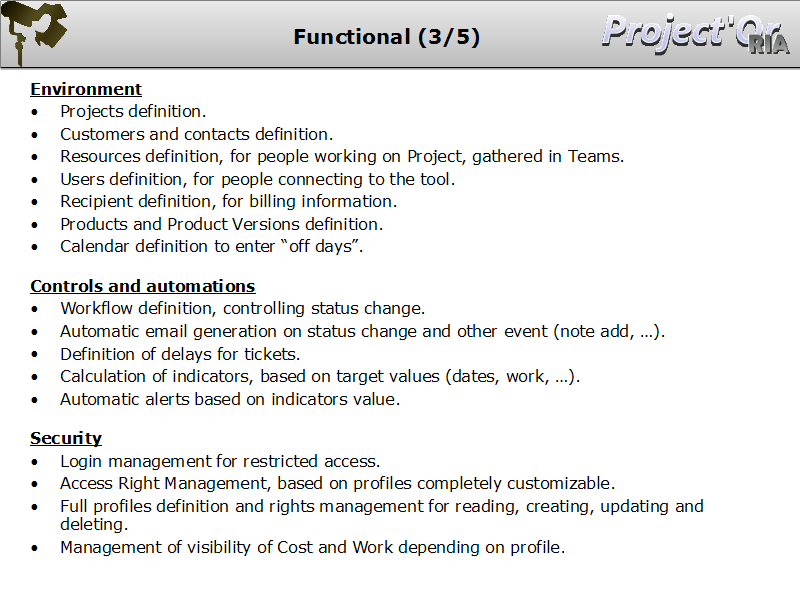 Functional (3/5)
Project'Or
RIA
Environment
• Projects definition.
• Customers and contacts definition.
• Resources definition, for people working on Project, gathered in Teams.
• Users definition, for people connecting to the tool.
• Recipient definition, for billing information.
• Products and Product Versions definition.
• Calendar definition to enter “off days”.
Controls and automations
• Workflow definition, controlling status change.
• Automatic email generation on status change and other event (note add, …).
• Definition of delays for tickets.
• Calculation of indicators, based on target values (dates, work, …).
• Automatic alerts based on indicators value.
Security
• Login management for restricted access.
• Access Right Management, based on profiles completely customizable.
• Full profiles definition and rights management for reading, creating, updating and
deleting.
• Management of visibility of Cost and Work depending on profile.